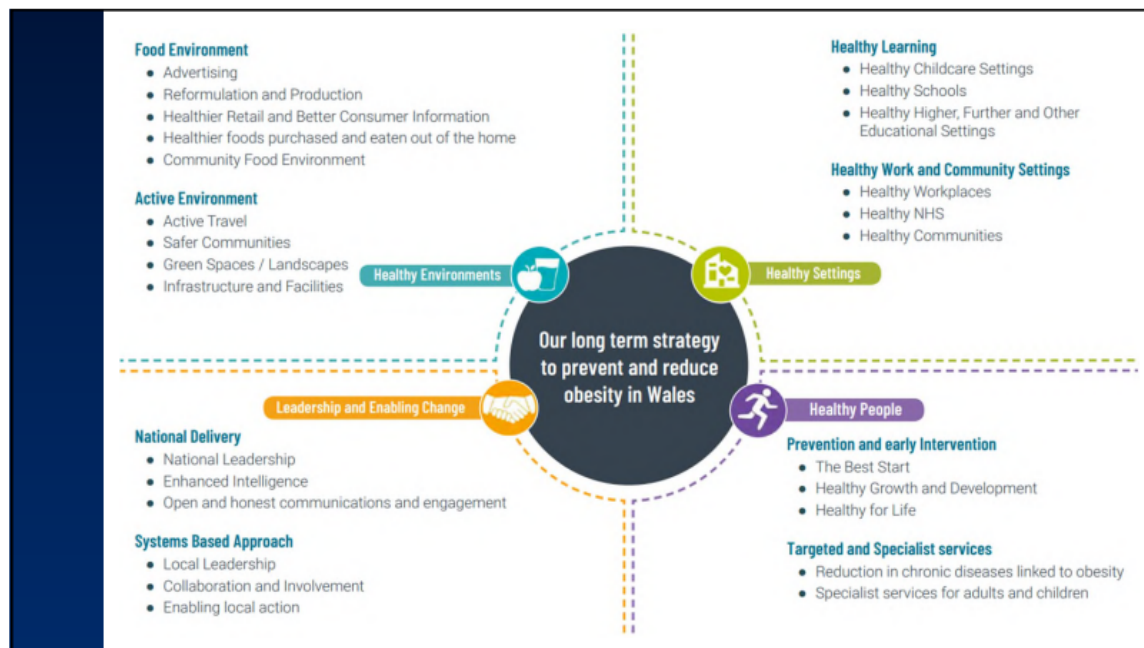 Food Environment
Advertising
Reformulation and Production
Healthier Retail and Better Consumer Information
Healthier foods purchased and eaten out of the home
Community Food Environment
Active Environment
Active Travel
Safer Communities
Green Spaces / Landscapes
Infrastructure and Facilities
Healthy Environments
Healthy Learning
Healthy Childcare Settings
Healthy Schools
Healthy Higher, Further and Other
Educational Settings
Healthy Work and Community Settings
Healthy Workplaces
Healthy NHS
Healthy Communities
Healthy Settings
Our long term strategy
to prevent and reduce
obesity in Wales
Leadership and Enabling Change
National Delivery
National Leadership
Enhanced Intelligence
Open and honest communications and engagement
Systems Based Approach
Local Leadership
Collaboration and Involvement
Enabling local action
Healthy People
Prevention and early Intervention
The Best Start
Healthy Growth and Development
Healthy for Life
Targeted and Specialist services
Reduction in chronic diseases linked to obesity
Specialist services for adults and children